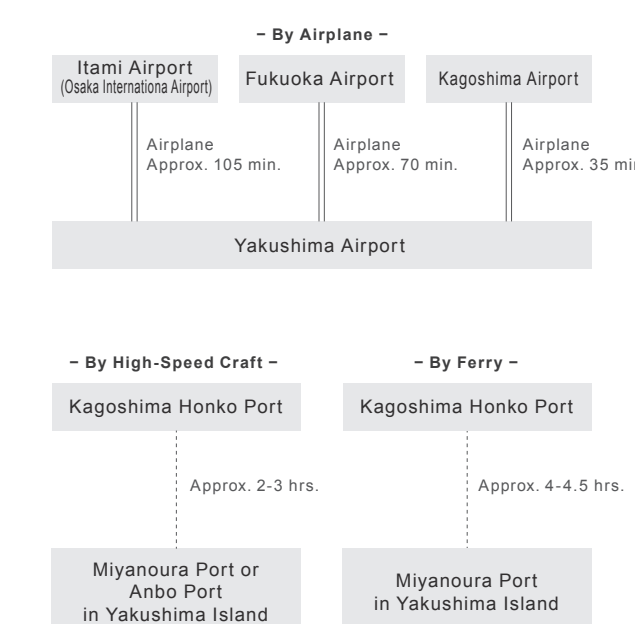 – By Airplane –
Itami Airport
(Osaka Internationa Airport)
Fukuoka Airport
Kagoshima Airport
Airplane
Approx. 105 min.
Airplane
Approx. 70 min.
Airplane
Approx. 35 min
Yakushima Airport
– By High-Speed Craft –
Kagoshima Honko Port
Approx. 2-3 hrs.
Miyanoura Port or
Anbo Port
in Yakushima Island
– By Ferry –
Kagoshima Honko Port
Approx. 4-4.5 hrs.
Miyanoura Port
in Yakushima Island